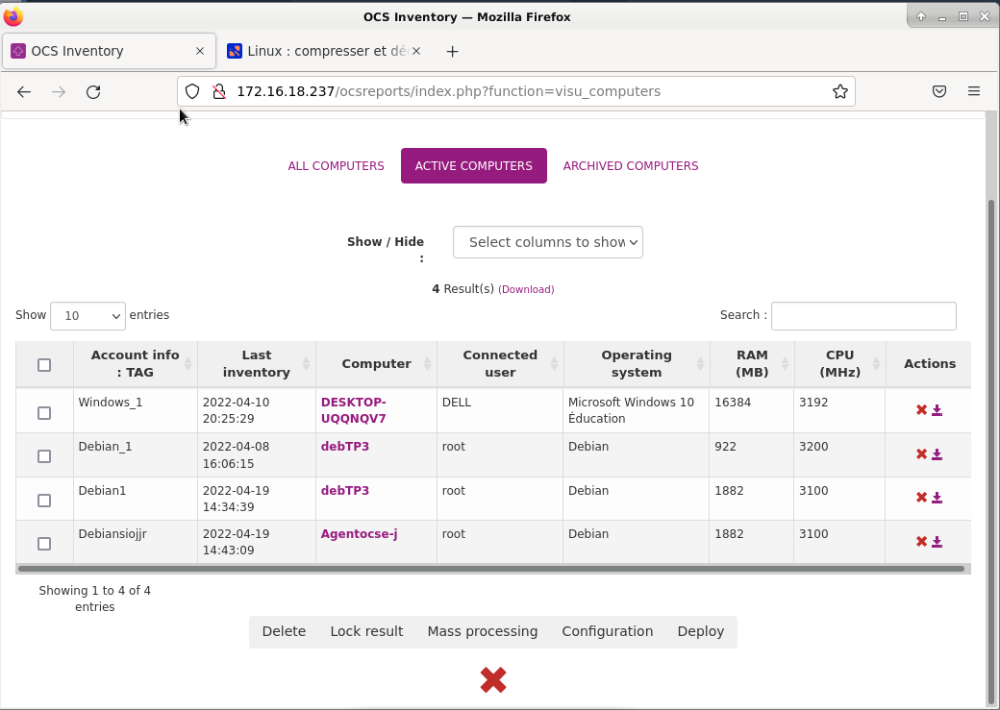 OCS Inventory — Mozilla Firefox
OCS Inventory
Linux : compresser et dé
172.16.18.237/ocsreports/index.php?function=visu_computers
ALL COMPUTERS ACTIVE COMPUTERS ARCHIVED COMPUTERS
Show / Hide
:
Select columns to show
4 Result(s) (Download)
Show 10 entries
Search :
Account info
: TAG
Last
inventory
Computer
Connected
user
Operating
system
RAM
(MB)
CPU
(MHz)
Actions
Windows_1
2022-04-10
20:25:29
DESKTOP-
UQQNQV7
DELL
Microsoft Windows 10
Éducation
16384
3192
Debian_1
2022-04-08
16:06:15
debTP3
root
Debian
922
3200
Debian1
2022-04-19
14:34:39
debTP3
root
Debian
1882
3100
Debiansiojjr
2022-04-19
14:43:09
Agentocse-j
root
Debian
1882
3100
Showing 1 to 4 of 4
entries
Delete Lock result Mass processing Configuration Deploy